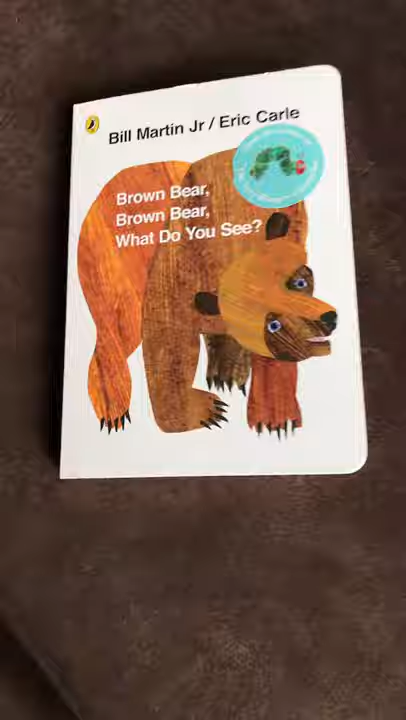 Bill Martin Jr / Eric Carle
Brown Bear,
Brown Bear,
What Do You See?